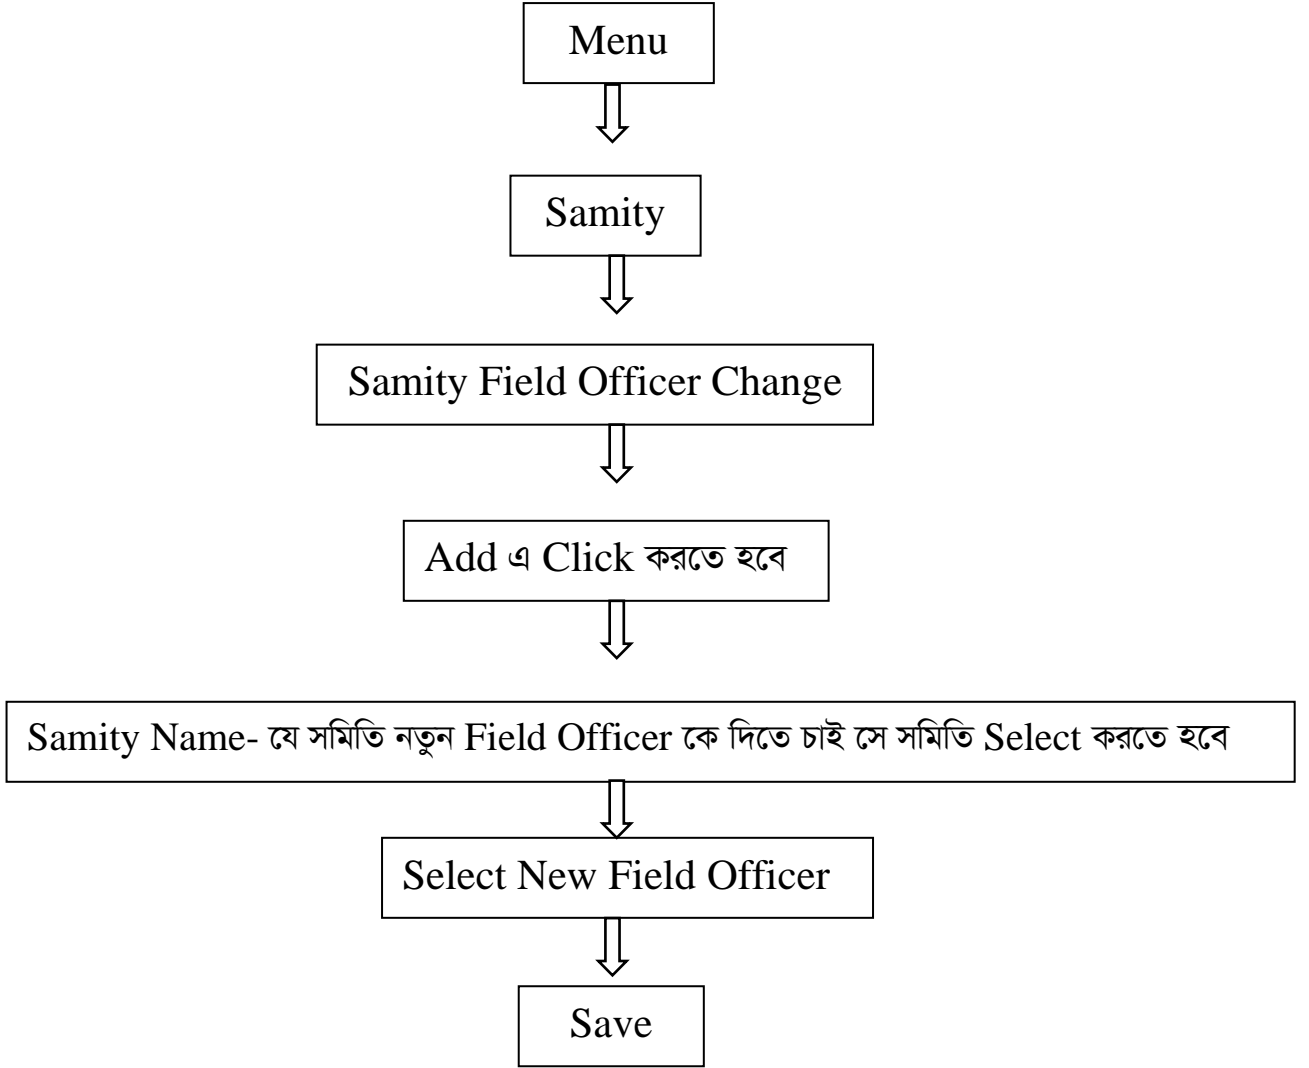 Menu
Samity
Samity Field Officer Change
Add এ Click করতে হবে
Samity Name- যে সমিতি নতুন Field Officer কে দিতে চাই সে সমিতি Select করতে হবে
Select New Field Officer
Save